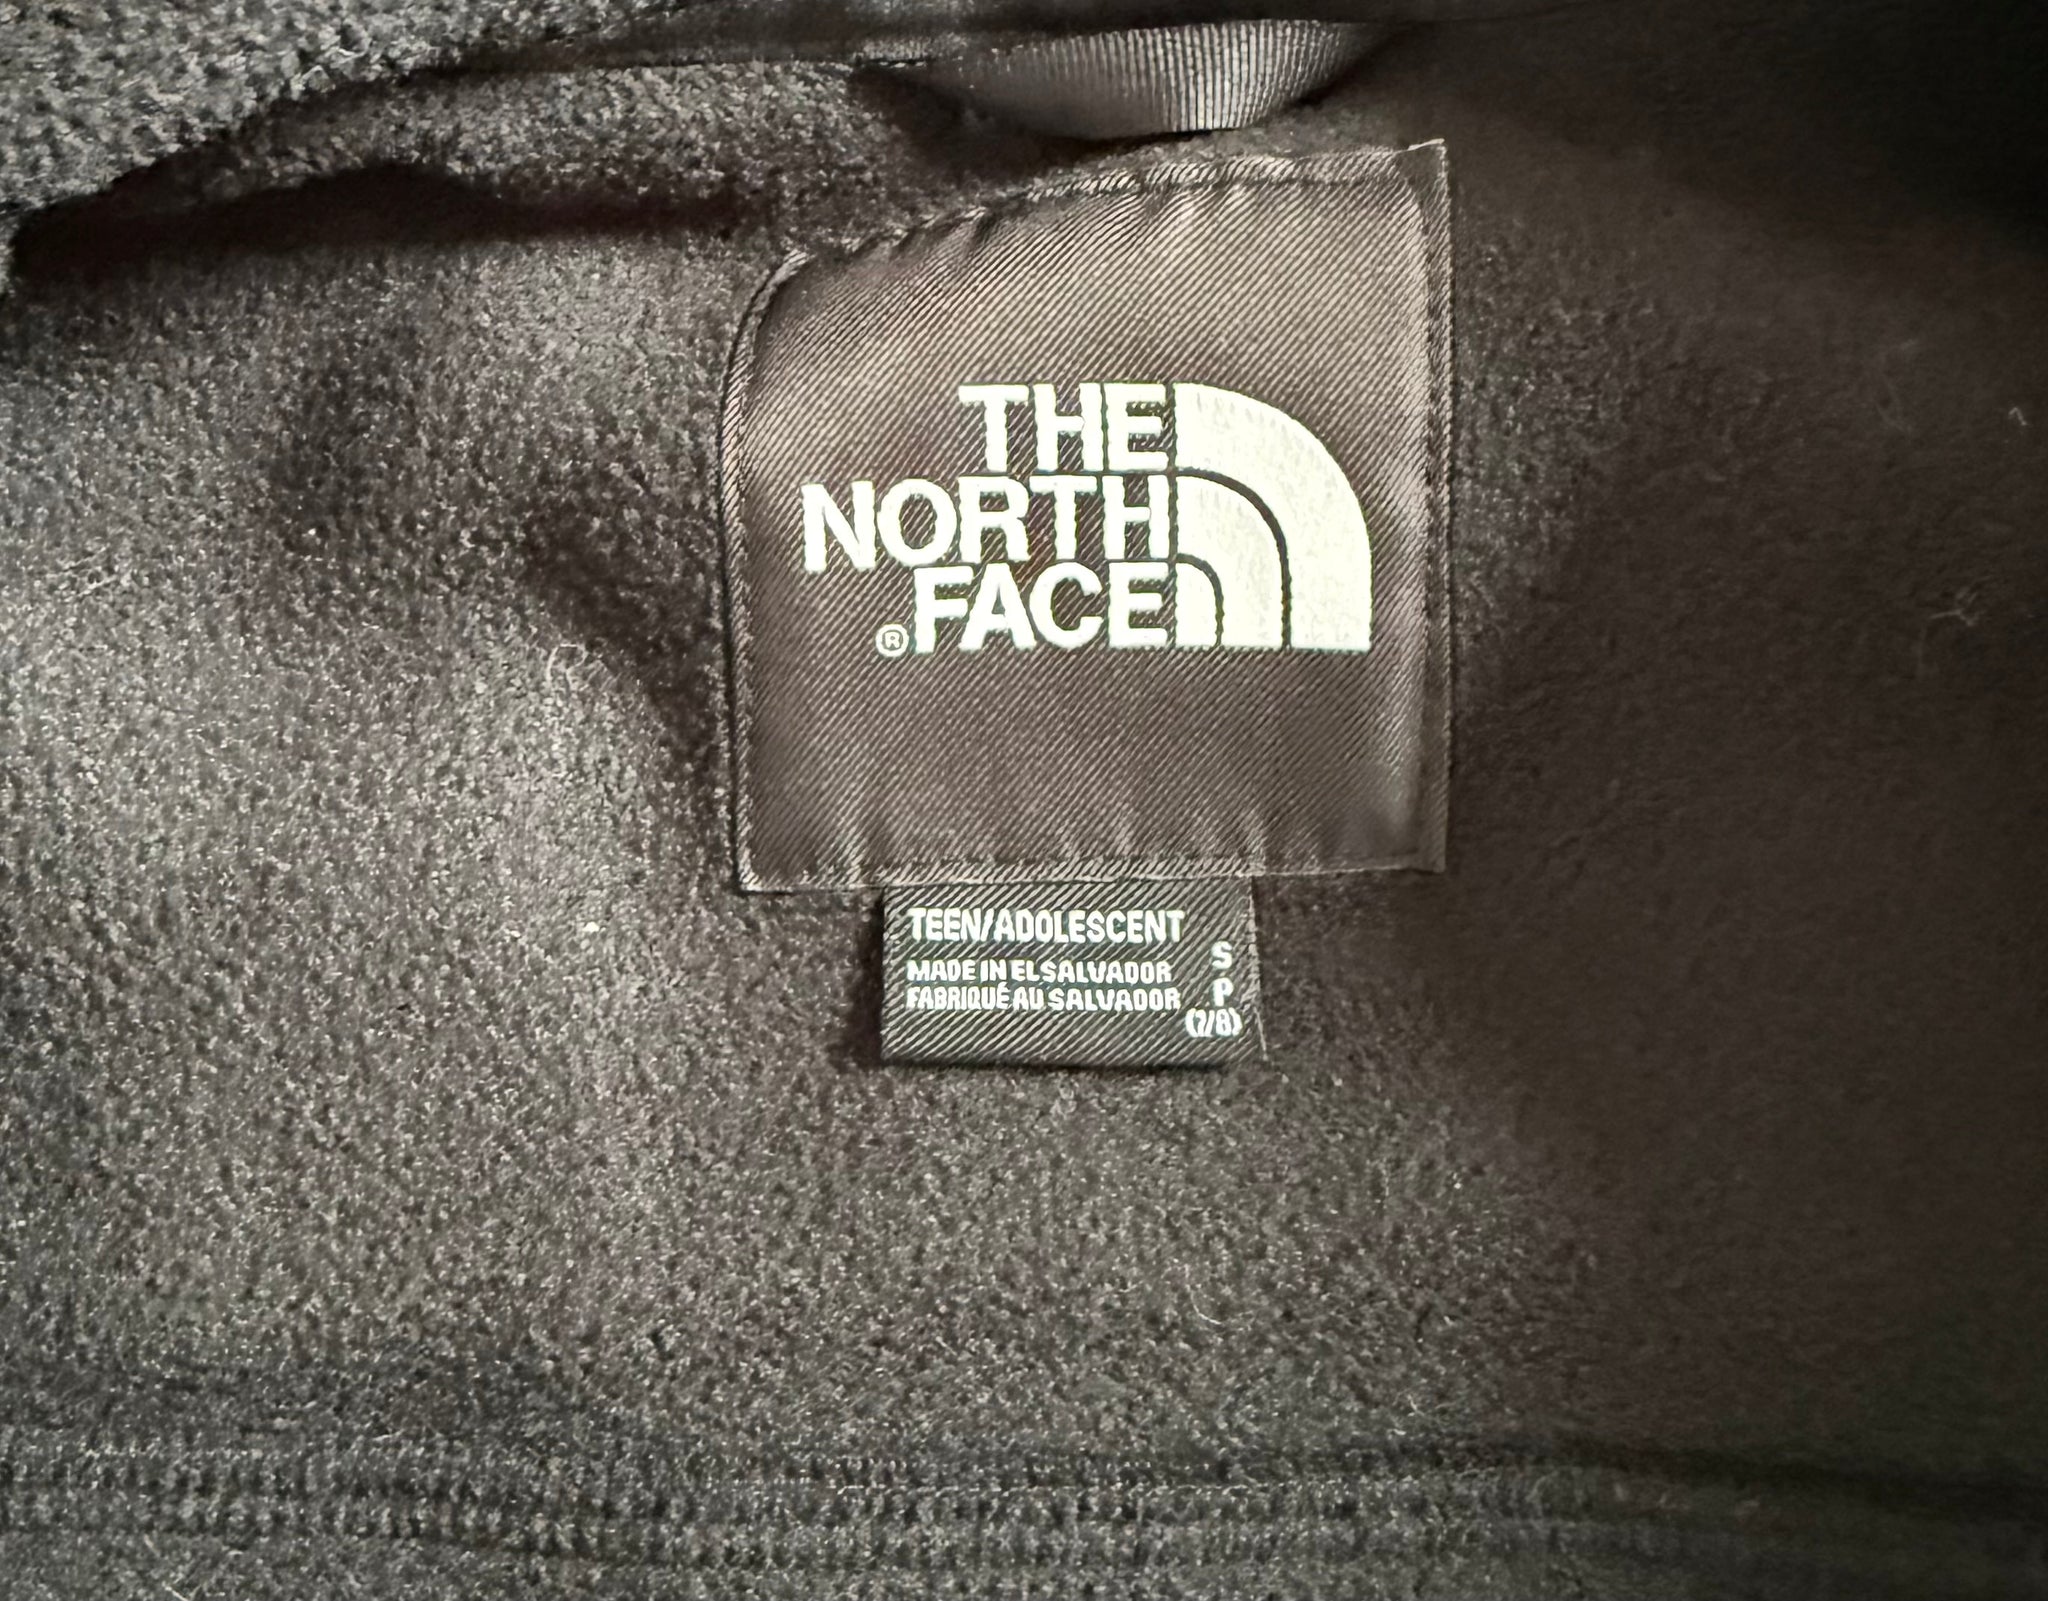 THE
NORTH
FACE
®
TEEN/ADOLESCENT
MADE IN EL SALVADOR
FABRIQUÉ AU SALVADOR
S
P
(7/8)